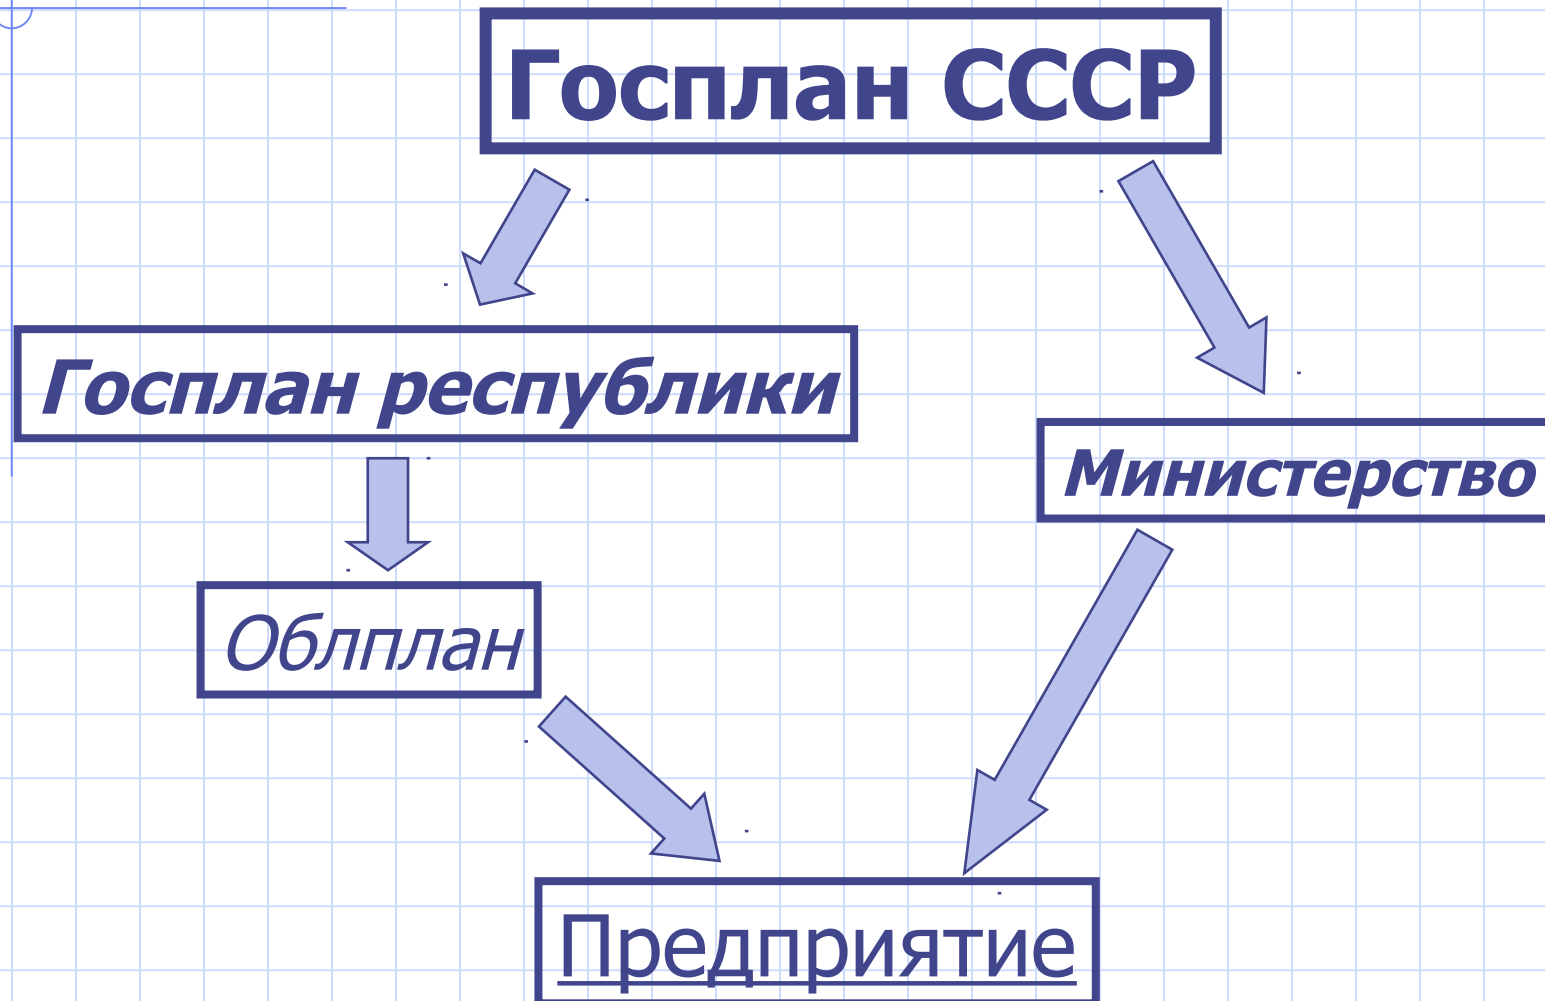 Госплан СССР
Госплан республики
Министерство
Облплан
Предприятие